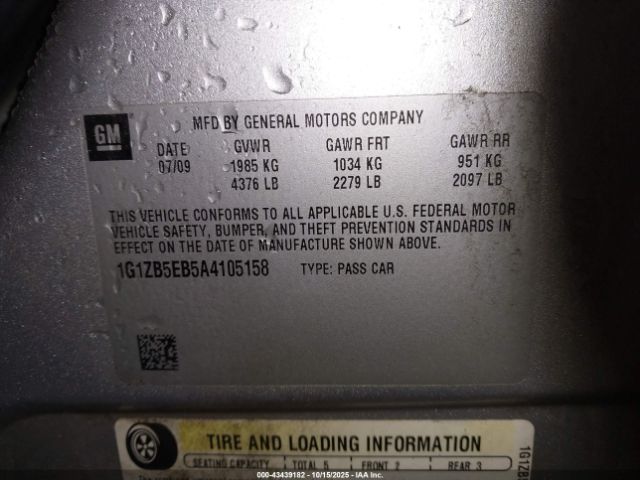 GM
MFD BY GENERAL MOTORS COMPANY
DATE GVWR GAWR FRT GAWR RR
07/09 1985 KG 1034 KG 951 KG
4376 LB 2279 LB 2097 LB
THIS VEHICLE CONFORMS TO ALL APPLICABLE U.S. FEDERAL MOTOR
VEHICLE SAFETY, BUMPER, AND THEFT PREVENTION STANDARDS IN
EFFECT ON THE DATE OF MANUFACTURE SHOWN ABOVE.
1G1ZB5EB5A4105158 TYPE: PASS CAR
TIRE AND LOADING INFORMATION
SEATING CAPACITY TOTAL 5 FRONT 2 REAR 3
1G1ZB
© 43439182 - 10/15/2025 - IAA Inc.